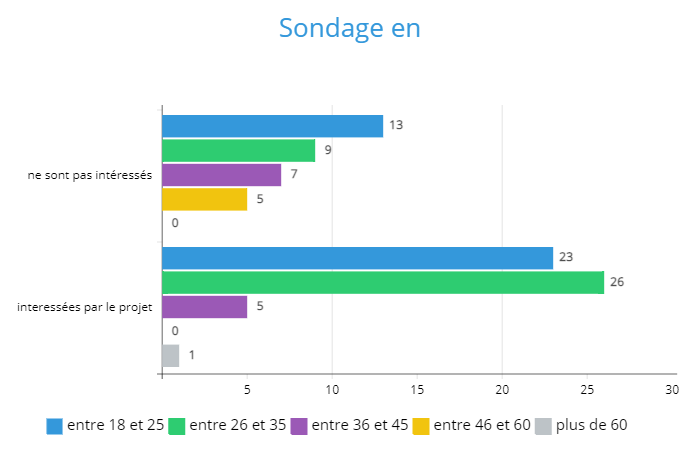 Sondage en
13
9
ne sont pas intéressés
7
5
0
23
26
interessées par le projet
5
0
1
5 10 15 20 25 30
entre 18 et 25 entre 26 et 35 entre 36 et 45 entre 46 et 60 plus de 60